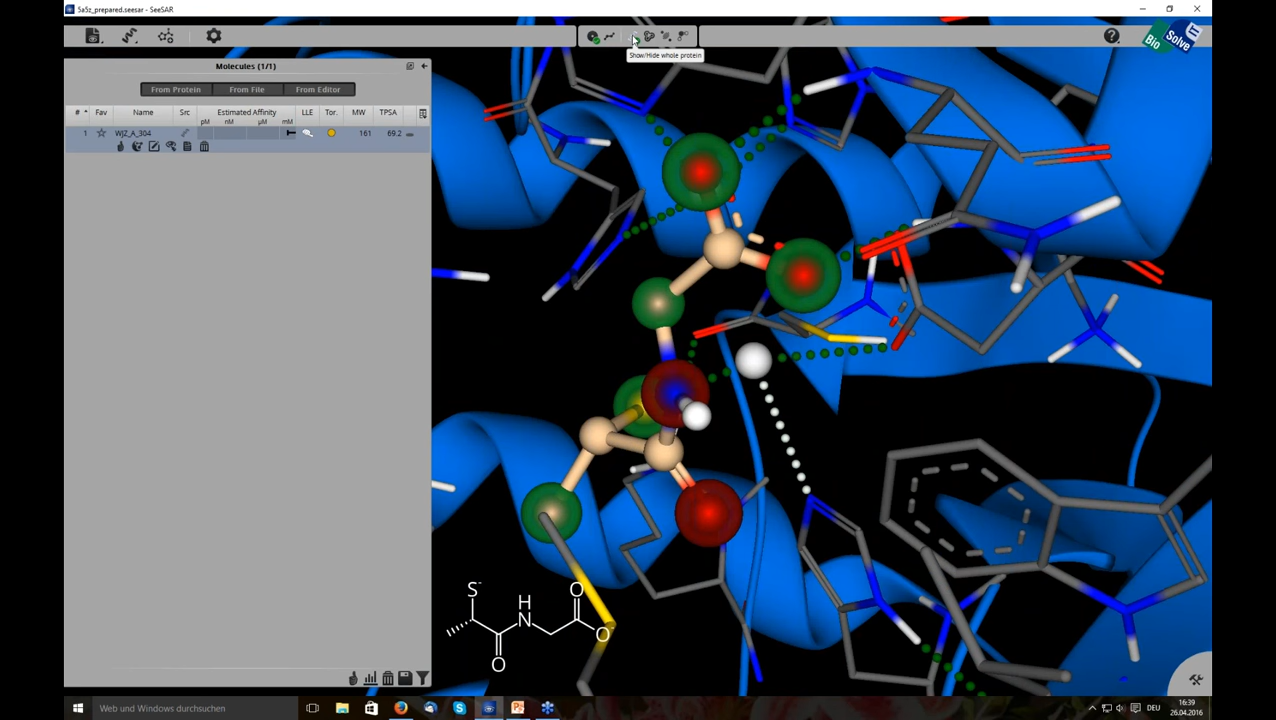 5a5z_prepared.seesar - SeeSAR
Show/Hide whole protein
Bio
Solve
Molecules (1/1)
From Protein
From File
From Editor
# Fav Name Src Estimated Affinity LLE Tor. MW TPSA
pM nM µM mM
1 WJZ_A_304 161 69.2
S-
H
N
O
O-
O
Web und Windows durchsuchen
DEU
16:39
26.04.2016